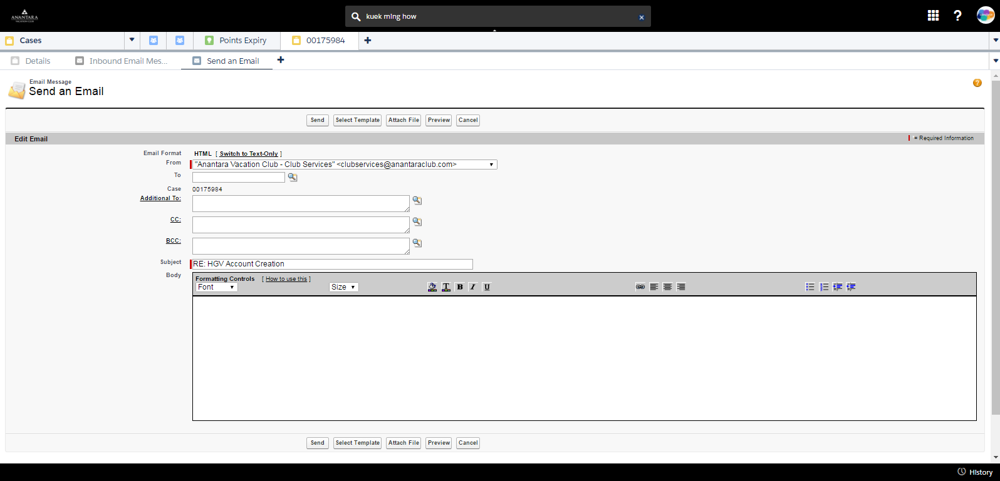 ANANTARA
VACATION CLUB
kuek ming how
Cases
Points Expiry
00175984
Details
Inbound Email Mes...
Send an Email
Email Message
Send an Email
Send Select Template Attach File Preview Cancel
Edit Email
= Required Information
Email Format HTML [ Switch to Text-Only ]
From "Anantara Vacation Club - Club Services" <clubservices@anantaraclub.com>
To
Case 00175984
Additional To:
CC:
BCC:
Subject RE: HGV Account Creation
Body
Formatting Controls [ How to use this ]
Font Size B I U
Send Select Template Attach File Preview Cancel
History